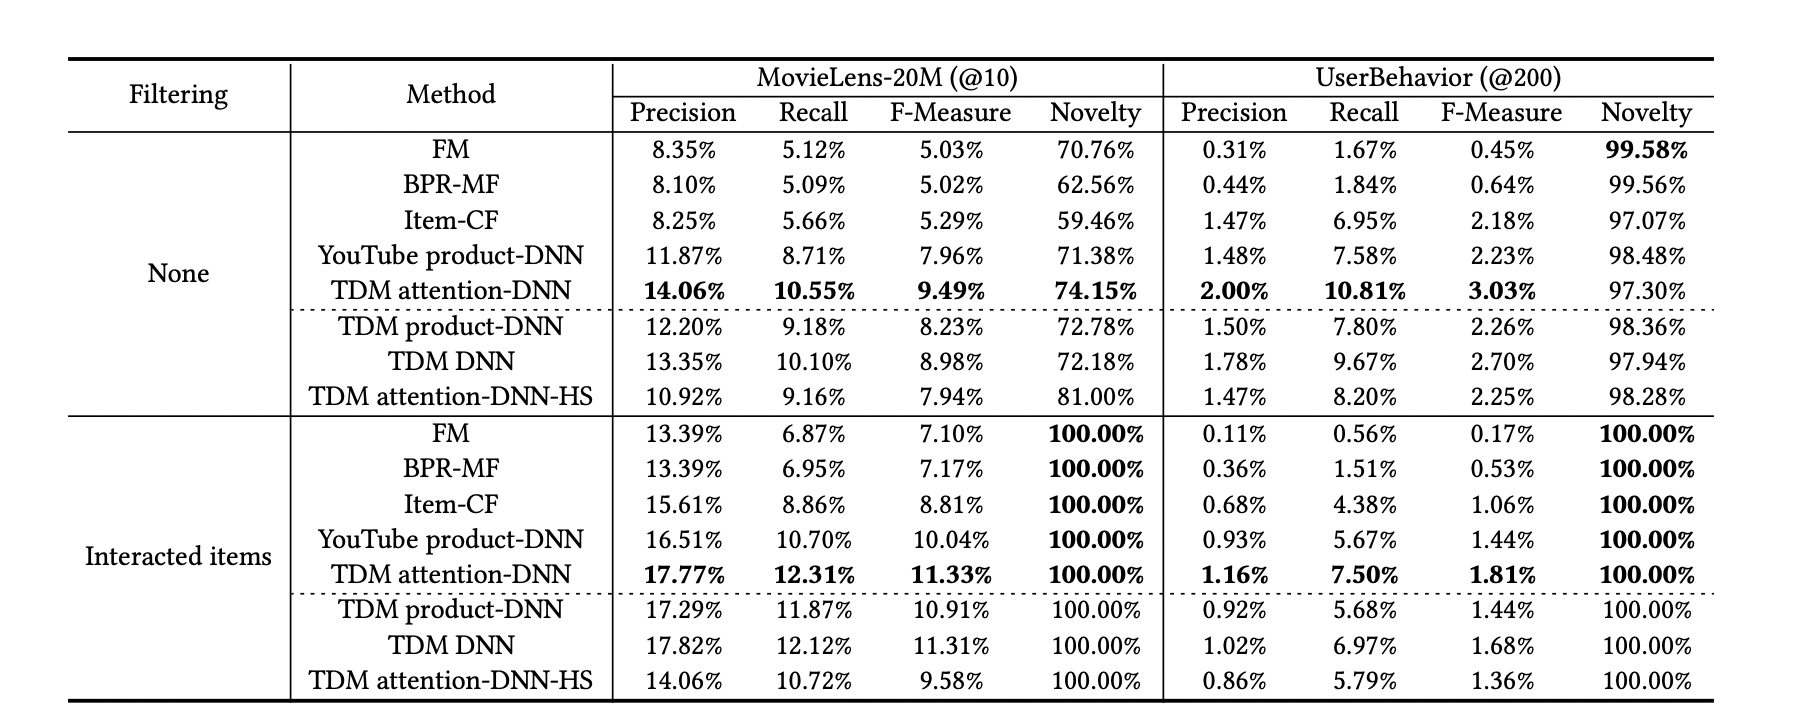 Filtering Method MovieLens-20M (@10) UserBehavior (@200)
Precision Recall F-Measure Novelty Precision Recall F-Measure Novelty
None
FM 8.35% 5.12% 5.03% 70.76% 0.31% 1.67% 0.45% 99.58%
BPR-MF 8.10% 5.09% 5.02% 62.56% 0.44% 1.84% 0.64% 99.56%
Item-CF 8.25% 5.66% 5.29% 59.46% 1.47% 6.95% 2.18% 97.07%
YouTube product-DNN 11.87% 8.71% 7.96% 71.38% 1.48% 7.58% 2.23% 98.48%
TDM attention-DNN 14.06% 10.55% 9.49% 74.15% 2.00% 10.81% 3.03% 97.30%
TDM product-DNN 12.20% 9.18% 8.23% 72.78% 1.50% 7.80% 2.26% 98.36%
TDM DNN 13.35% 10.10% 8.98% 72.18% 1.78% 9.67% 2.70% 97.94%
TDM attention-DNN-HS 10.92% 9.16% 7.94% 81.00% 1.47% 8.20% 2.25% 98.28%
Interacted items
FM 13.39% 6.87% 7.10% 100.00% 0.11% 0.56% 0.17% 100.00%
BPR-MF 13.39% 6.95% 7.17% 100.00% 0.36% 1.51% 0.53% 100.00%
Item-CF 15.61% 8.86% 8.81% 100.00% 0.68% 4.38% 1.06% 100.00%
YouTube product-DNN 16.51% 10.70% 10.04% 100.00% 0.93% 5.67% 1.44% 100.00%
TDM attention-DNN 17.77% 12.31% 11.33% 100.00% 1.16% 7.50% 1.81% 100.00%
TDM product-DNN 17.29% 11.87% 10.91% 100.00% 0.92% 5.68% 1.44% 100.00%
TDM DNN 17.82% 12.12% 11.31% 100.00% 1.02% 6.97% 1.68% 100.00%
TDM attention-DNN-HS 14.06% 10.72% 9.58% 100.00% 0.86% 5.79% 1.36% 100.00%